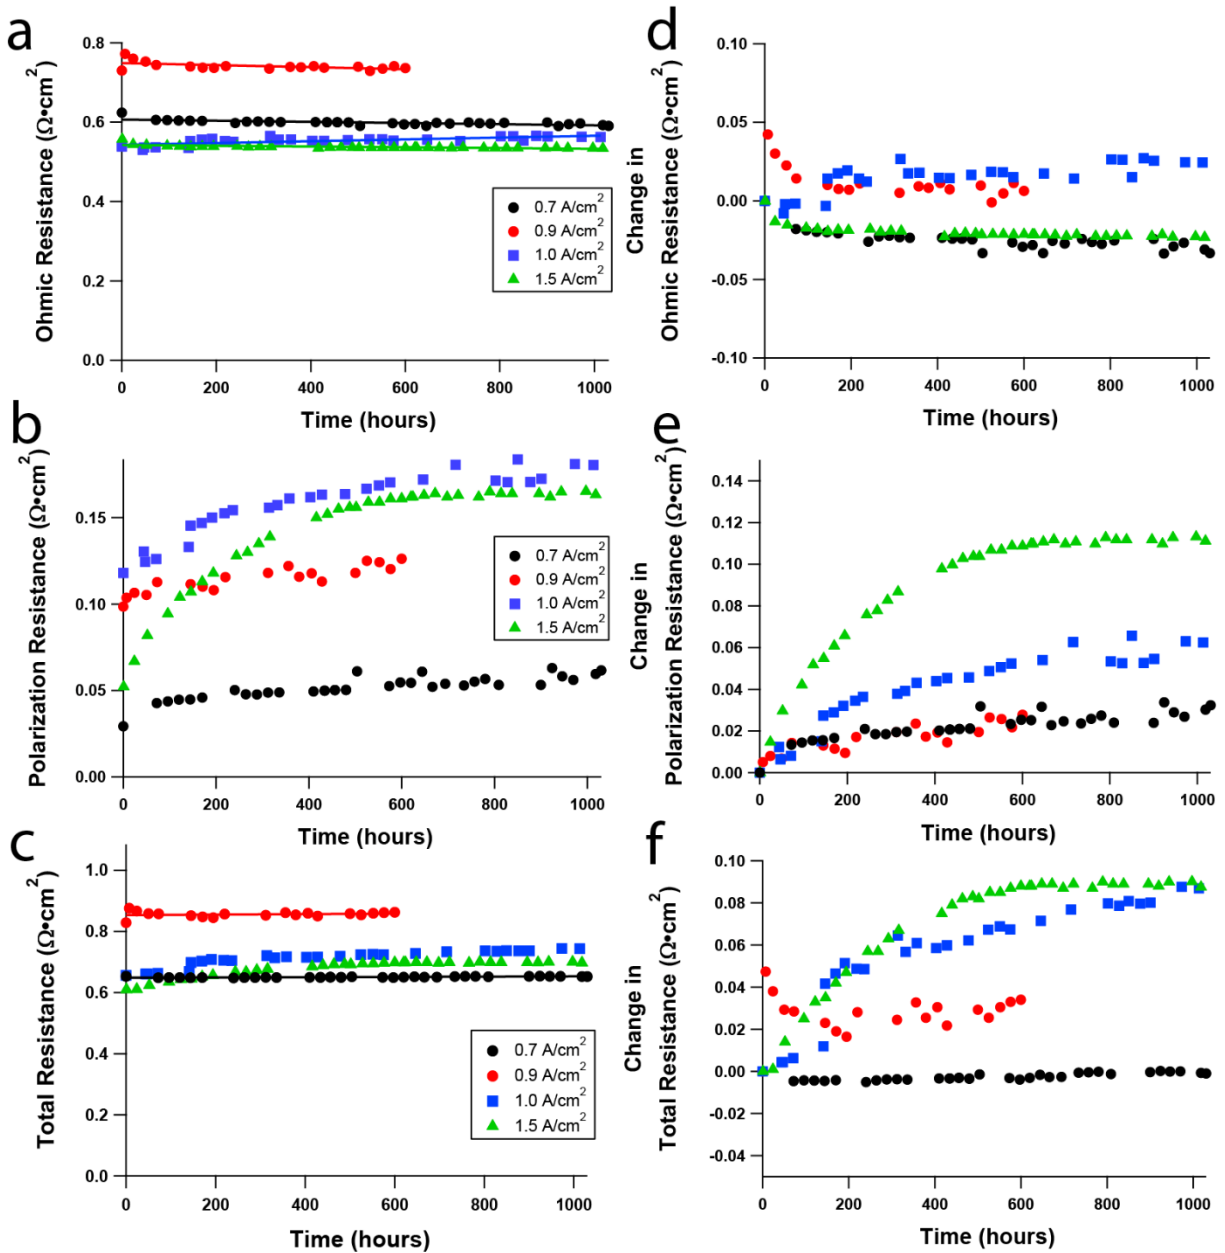 a
Ohmic Resistance (Ω•cm²)
0.8
0.6
0.4
0.2
0.0
0 200 400 600 800 1000
Time (hours)
0.7 A/cm²
0.9 A/cm²
1.0 A/cm²
1.5 A/cm²
d
Change in
Ohmic Resistance (Ω•cm²)
0.10
0.05
0.00
-0.05
-0.10
0 200 400 600 800 1000
Time (hours)
b
Polarization Resistance (Ω•cm²)
0.15
0.10
0.05
0.00
0 200 400 600 800 1000
Time (hours)
0.7 A/cm²
0.9 A/cm²
1.0 A/cm²
1.5 A/cm²
e
Change in
Polarization Resistance (Ω•cm²)
0.14
0.12
0.10
0.08
0.06
0.04
0.02
0.00
0 200 400 600 800 1000
Time (hours)
c
Total Resistance (Ω•cm²)
1.0
0.8
0.6
0.4
0.2
0.0
0 200 400 600 800 1000
Time (hours)
0.7 A/cm²
0.9 A/cm²
1.0 A/cm²
1.5 A/cm²
f
Change in
Total Resistance (Ω•cm²)
0.10
0.08
0.06
0.04
0.02
0.00
-0.02
-0.04
0 200 400 600 800 1000
Time (hours)